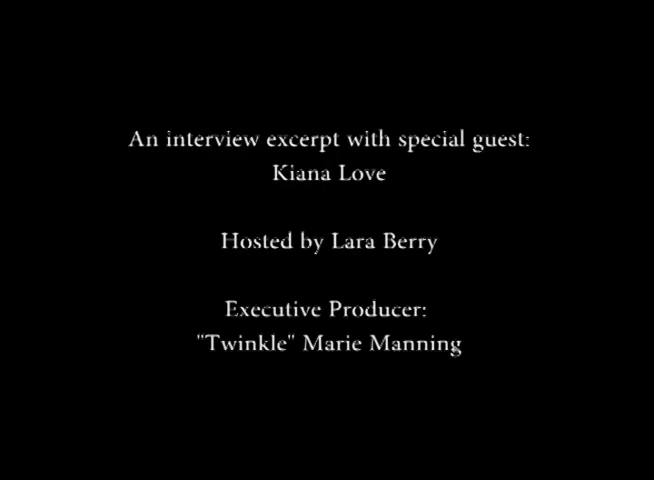 An interview excerpt with special guest:
Kiana Love
Hosted by Lara Berry
Executive Producer:
"Twinkle" Marie Manning